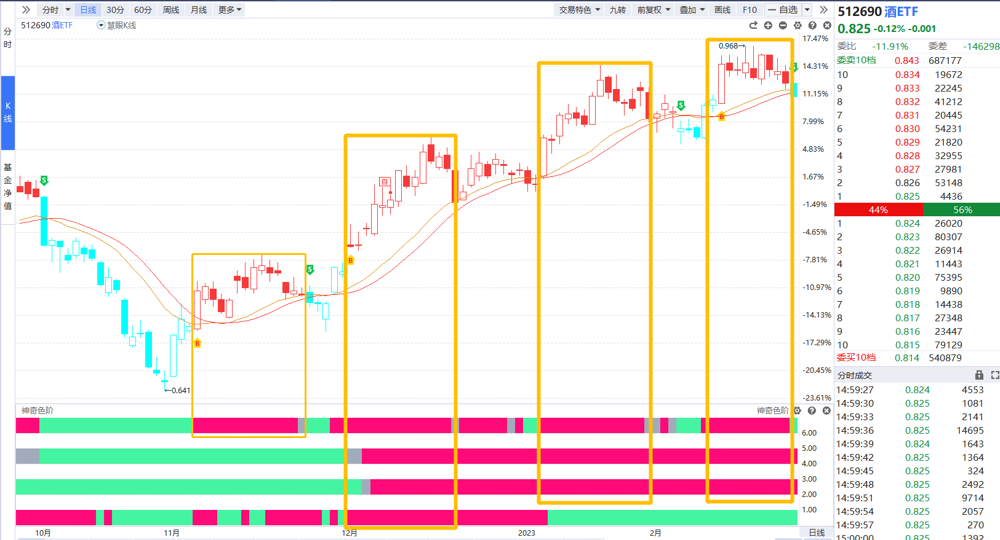 分时 日线 30分 60分 周线 月线 更多 交易特色 九转 前复权 叠加 画线 F10 自选
512690酒ETF 慧眼K线
分时
K线
基金净值
17.47%
14.31%
11.15%
7.99%
4.83%
1.67%
-1.49%
-4.65%
-7.81%
-10.97%
-14.13%
-17.29%
-20.45%
-23.61%
0.968→
S
S
S
S
自
B
B
B
B
←0.641
神奇色阶 神奇色阶
6.00
5.00
4.00
3.00
2.00
1.00
10月 11月 12月 2023 2月 日线
512690 酒ETF
0.825 -0.12% -0.001
委比 -11.91% 委差 -146298
委卖10档 0.843 687177
10 0.834 19672
9 0.833 22245
8 0.832 41212
7 0.831 20445
6 0.830 54231
5 0.829 21820
4 0.828 32955
3 0.827 27981
2 0.826 53148
1 0.825 4436
44% 56%
1 0.824 26020
2 0.823 80307
3 0.822 26914
4 0.821 11443
5 0.820 75395
6 0.819 9890
7 0.818 14438
8 0.817 27348
9 0.816 23447
10 0.815 79129
委买10档 0.814 540879
分时成交
14:59:27 0.824 4553
14:59:30 0.825 1081
14:59:33 0.825 2141
14:59:36 0.825 14695
14:59:39 0.824 1643
14:59:42 0.825 1364
14:59:45 0.825 324
14:59:48 0.825 2492
14:59:51 0.825 9714
14:59:54 0.825 2057
14:59:57 0.825 270
15:00:00 0.825 1392